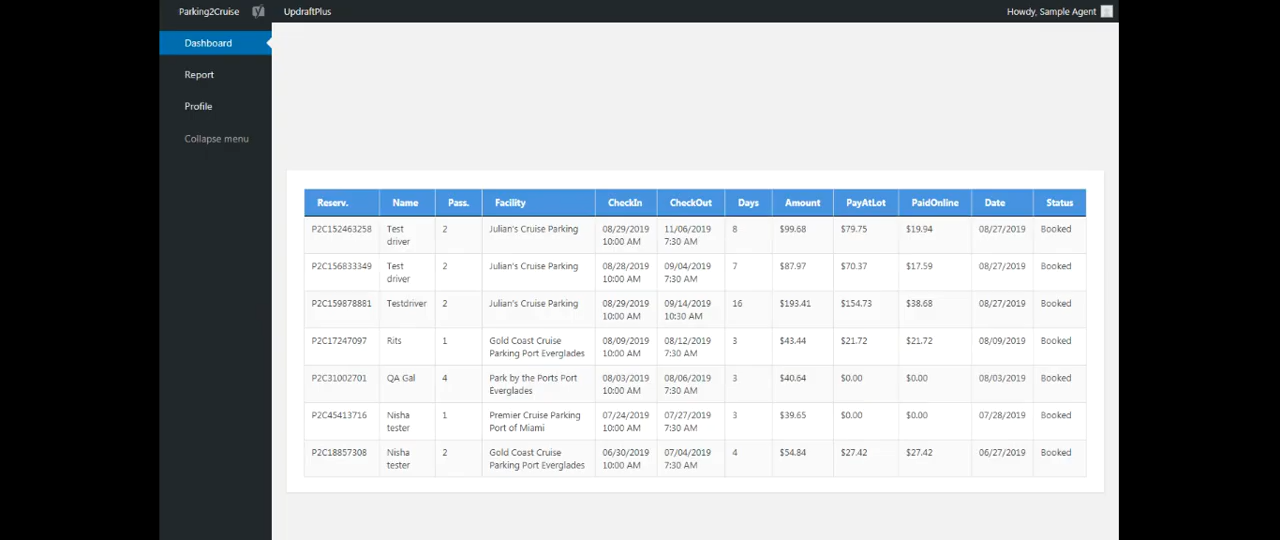 Parking2Cruise UpdraftPlus Howdy, Sample Agent
Dashboard
Report
Profile
Collapse menu
Reserv. Name Pass. Facility CheckIn CheckOut Days Amount PayAtLot PaidOnline Date Status
P2C152463258 Test 2 Julian's Cruise Parking 08/29/2019 11/06/2019 8 $99.68 $79.75 $19.94 08/27/2019 Booked
driver 10:00 AM 7:30 AM
P2C156833349 Test 2 Julian's Cruise Parking 08/28/2019 09/04/2019 7 $87.97 $70.37 $17.59 08/27/2019 Booked
driver 10:00 AM 7:30 AM
P2C159878881 Testdriver 2 Julian's Cruise Parking 08/29/2019 09/14/2019 16 $193.41 $154.73 $38.68 08/27/2019 Booked
10:00 AM 10:30 AM
P2C17247097 Rits 1 Gold Coast Cruise 08/09/2019 08/12/2019 3 $43.44 $21.72 $21.72 08/09/2019 Booked
Parking Port Everglades 10:00 AM 7:30 AM
P2C31002701 QA Gal 4 Park by the Ports Port 08/03/2019 08/06/2019 3 $40.64 $0.00 $0.00 08/03/2019 Booked
Everglades 10:00 AM 7:30 AM
P2C45413716 Nisha 1 Premier Cruise Parking 07/24/2019 07/27/2019 3 $39.65 $0.00 $0.00 07/28/2019 Booked
tester Port of Miami 10:00 AM 7:30 AM
P2C18857308 Nisha 2 Gold Coast Cruise 06/30/2019 07/04/2019 4 $54.84 $27.42 $27.42 06/27/2019 Booked
tester Parking Port Everglades 10:00 AM 7:30 AM